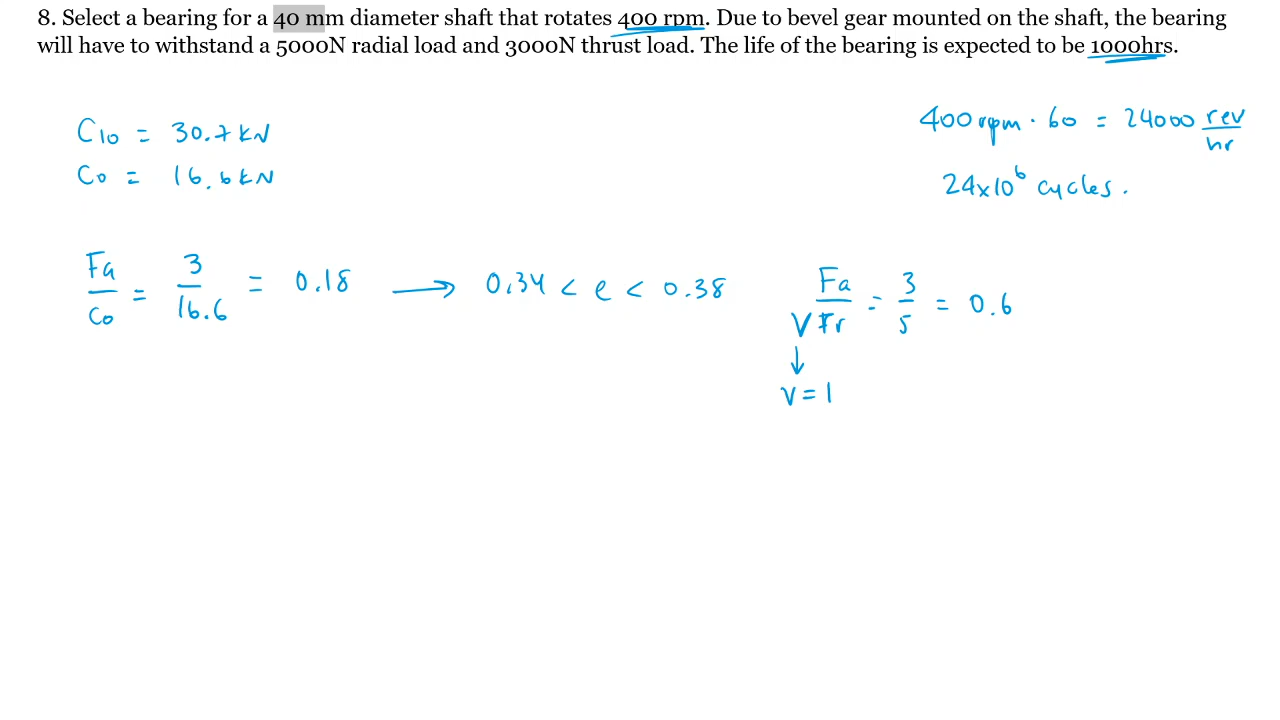 8. Select a bearing for a 40 mm diameter shaft that rotates 400 rpm. Due to bevel gear mounted on the shaft, the bearing
will have to withstand a 5000N radial load and 3000N thrust load. The life of the bearing is expected to be 1000hrs.
C10 = 30.7 kN
C0 = 16.6 kN
400 rpm · 60 = 24000 rev/hr
24x10^6 cycles.
Fa/C0 = 3/16.6 = 0.18 → 0.34 < e < 0.38
Fa/VFr = 3/5 = 0.6
↓
V = 1